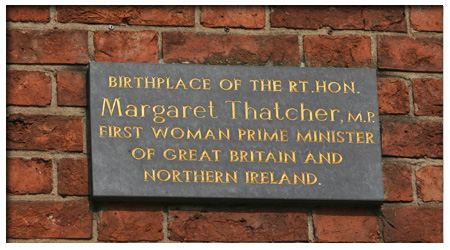 BIRTHPLACE OF THE RT.HON.
Margaret Thatcher, M.P.
FIRST WOMAN PRIME MINISTER
OF GREAT BRITAIN AND
NORTHERN IRELAND.